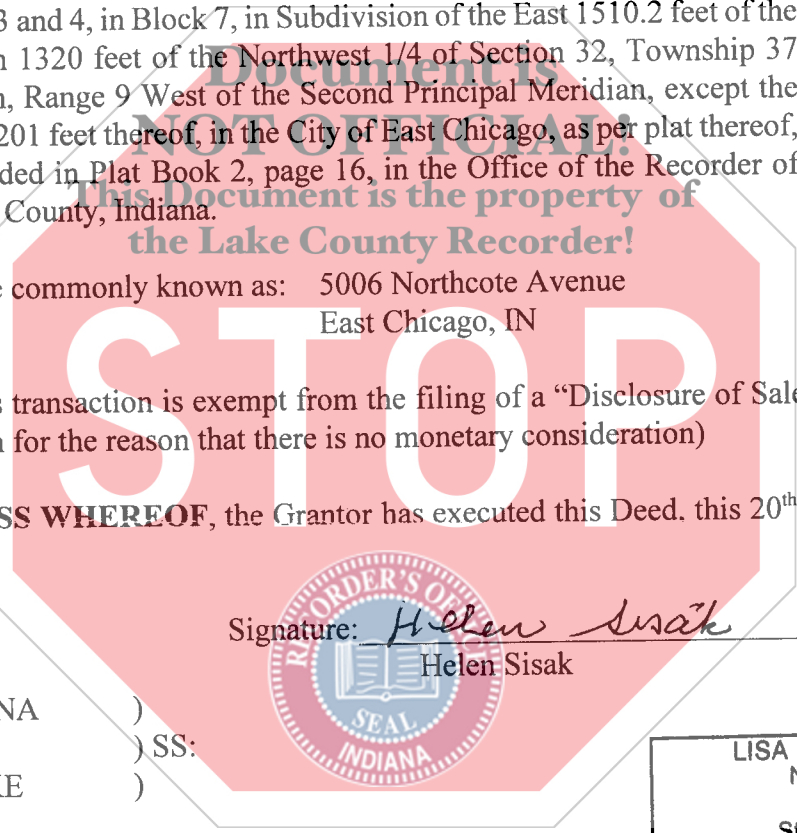 3 and 4, in Block 7, in Subdivision of the East 1510.2 feet of the
1320 feet of the Northwest 1/4 of Section 32, Township 37
Document is
Range 9 West of the Second Principal Meridian, except the
NOT OFFICIAL!
201 feet thereof, in the City of East Chicago, as per plat thereof,
ded in Plat Book 2, page 16, in the Office of the Recorder of
This Document is the property of
County, Indiana.
the Lake County Recorder!
commonly known as: 5006 Northcote Avenue
East Chicago, IN
STOP
s transaction is exempt from the filing of a “Disclosure of Sale
for the reason that there is no monetary consideration)
SS WHEREOF, the Grantor has executed this Deed, this 20th
RECORDER'S OFFICE
Signature: Helen Sisak
Helen Sisak
NA )
SEAL
) SS:
INDIANA
KE )
LISA